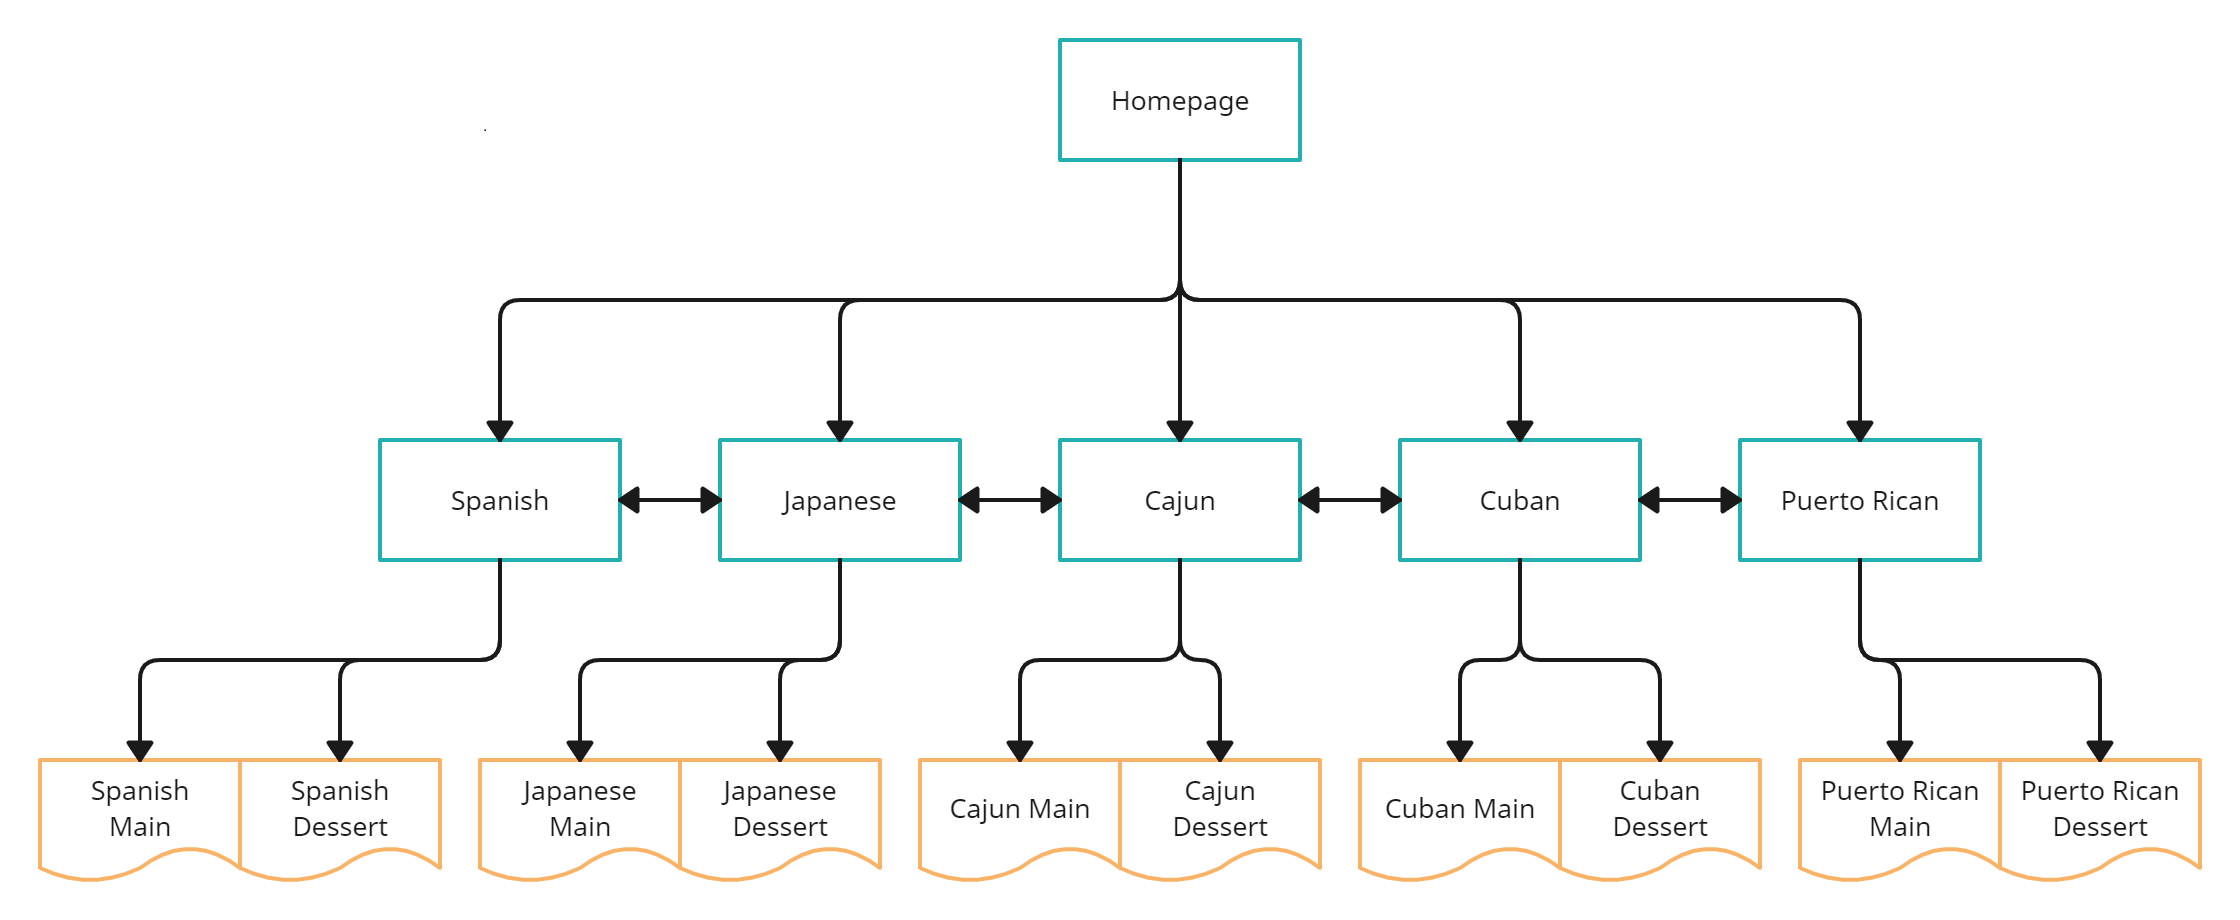 Homepage
Spanish
Japanese
Cajun
Cuban
Puerto Rican
Spanish
Main
Spanish
Dessert
Japanese
Main
Japanese
Dessert
Cajun Main
Cajun
Dessert
Cuban Main
Cuban
Dessert
Puerto Rican
Main
Puerto Rican
Dessert